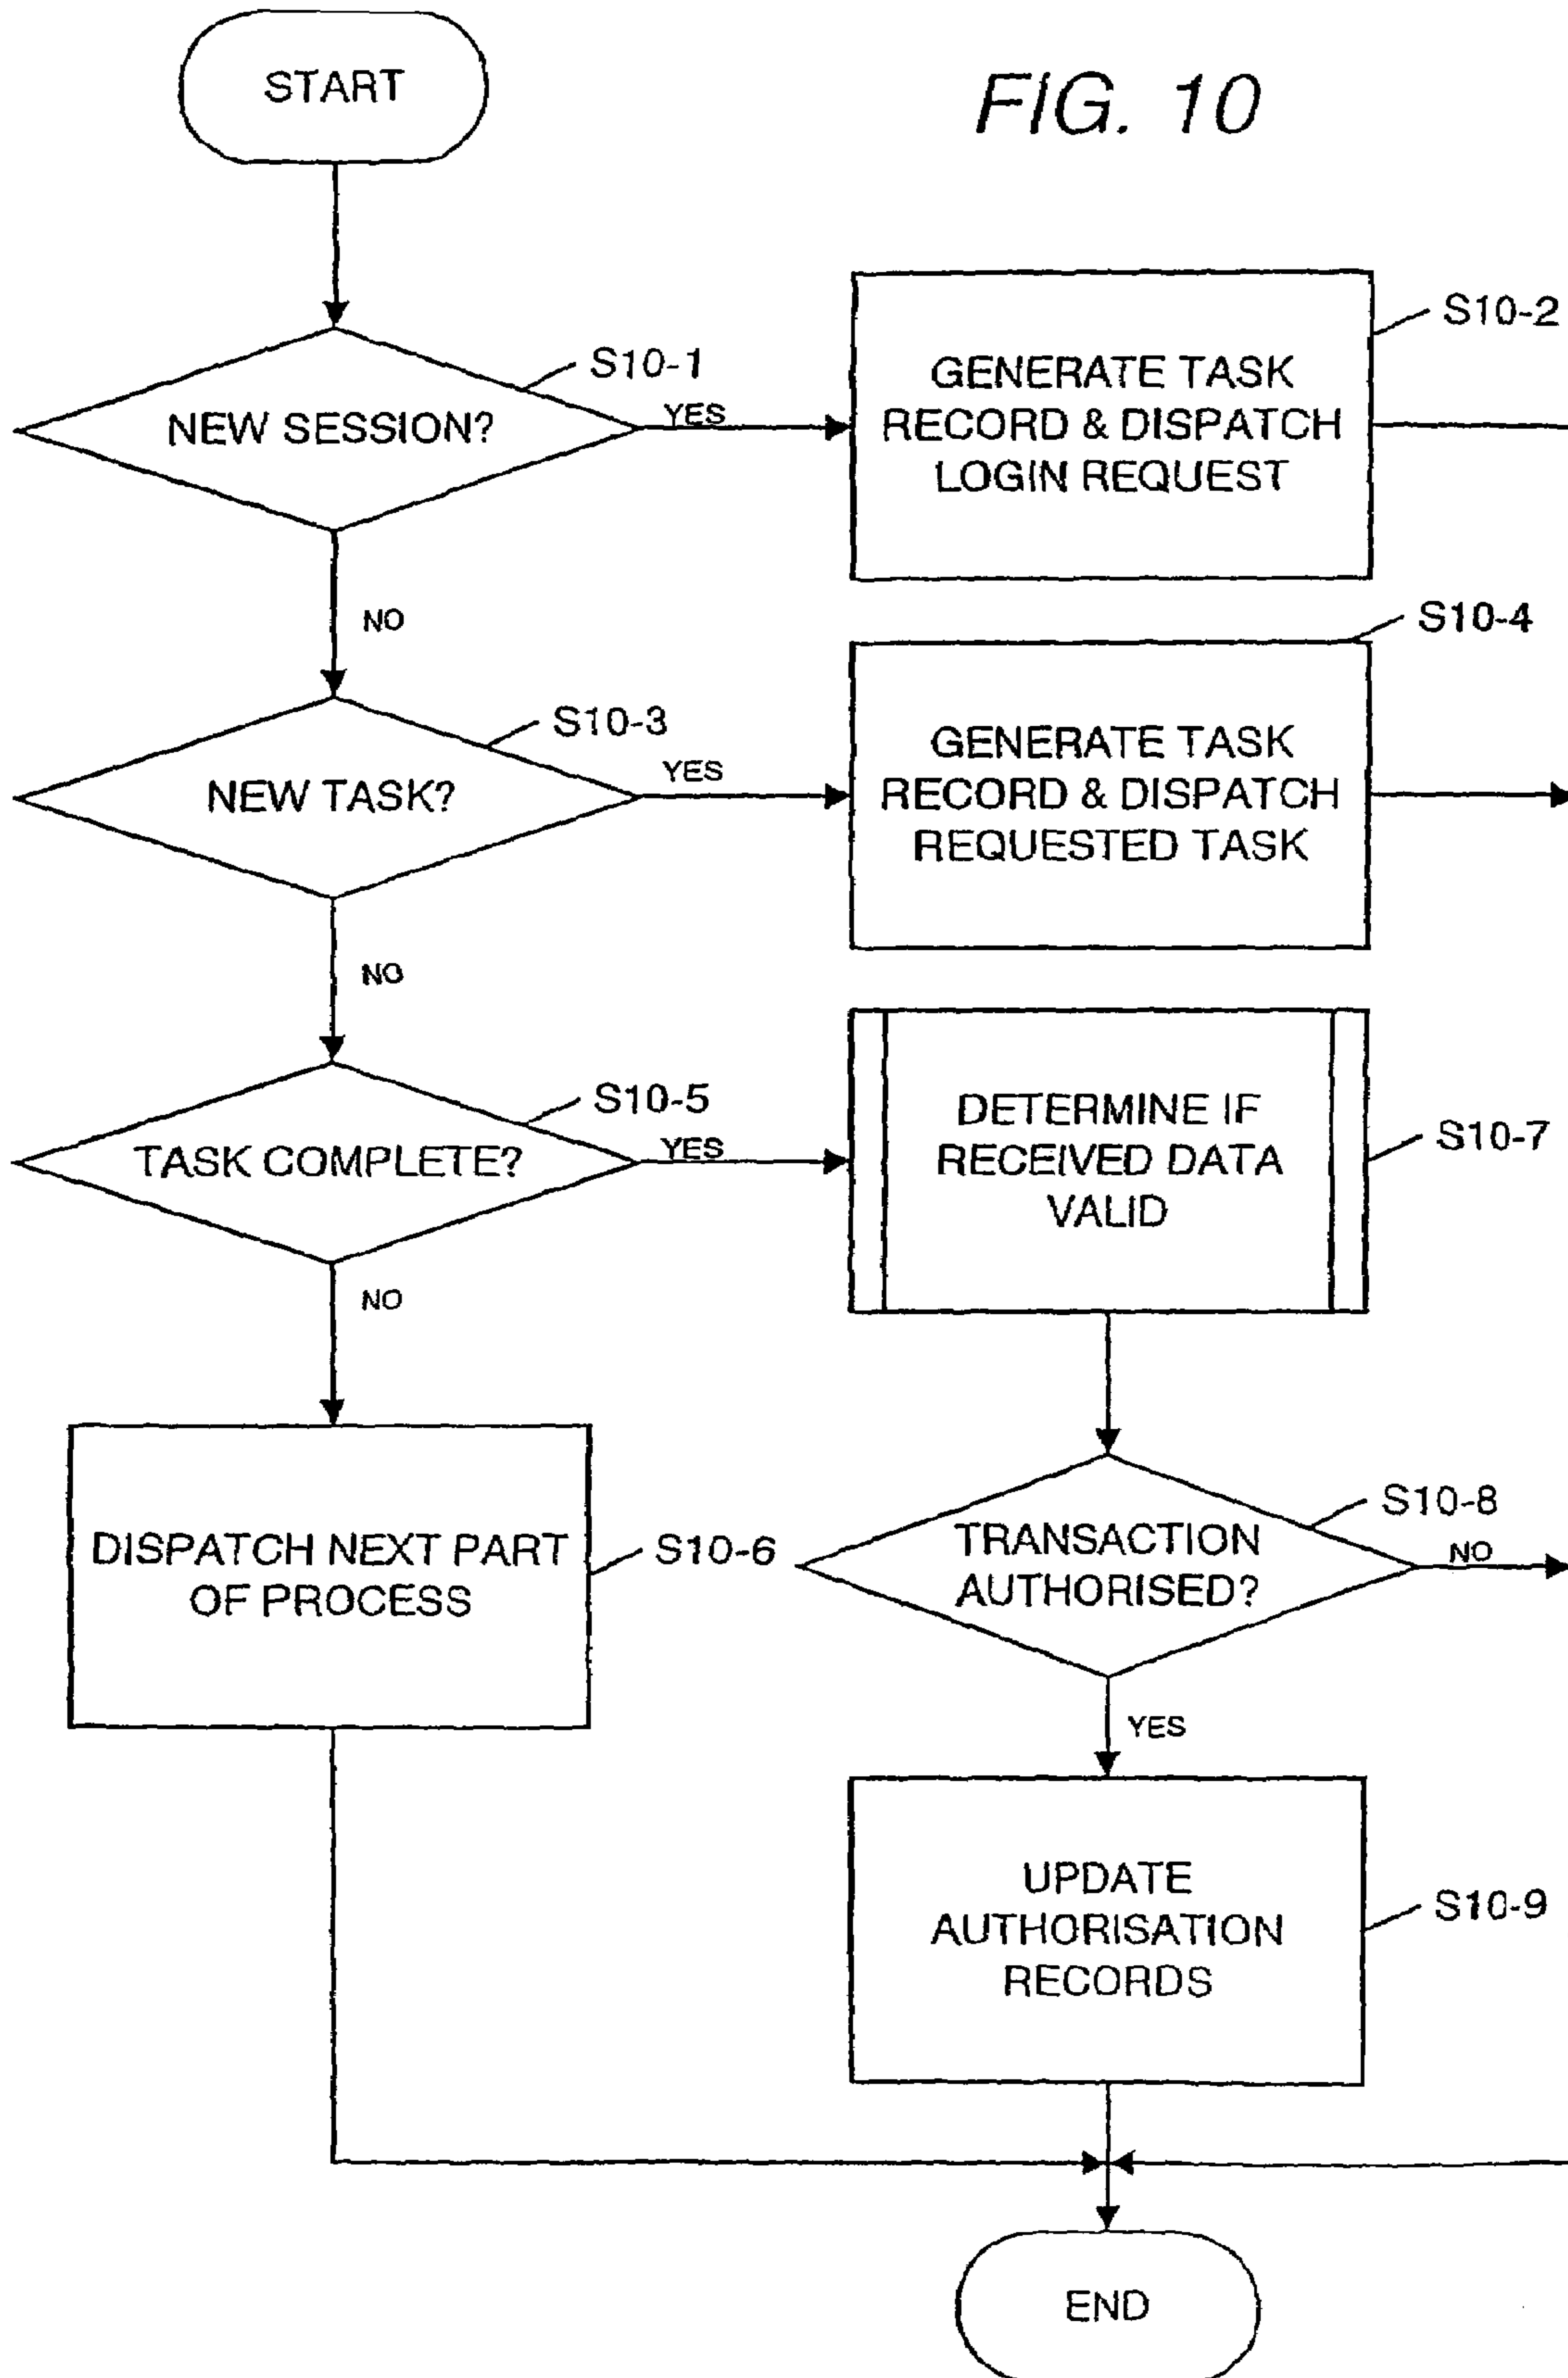 START
FIG. 10
S10-1
NEW SESSION?
YES
S10-2
GENERATE TASK
RECORD & DISPATCH
LOGIN REQUEST
NO
S10-3
NEW TASK?
YES
S10-4
GENERATE TASK
RECORD & DISPATCH
REQUESTED TASK
NO
S10-5
TASK COMPLETE?
YES
DETERMINE IF
RECEIVED DATA
VALID
S10-7
NO
DISPATCH NEXT PART
OF PROCESS
S10-6
TRANSACTION
AUTHORISED?
S10-8
NO
YES
UPDATE
AUTHORISATION
RECORDS
S10-9
END